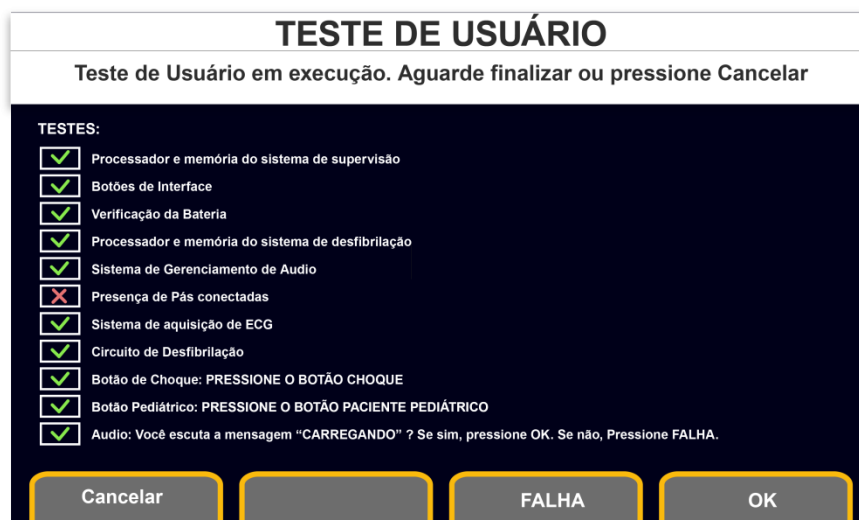 TESTE DE USUÁRIO
Teste de Usuário em execução. Aguarde finalizar ou pressione Cancelar
TESTES:
Processador e memória do sistema de supervisão
Botões de Interface
Verificação da Bateria
Processador e memória do sistema de desfibrilação
Sistema de Gerenciamento de Audio
Presença de Pás conectadas
Sistema de aquisição de ECG
Circuito de Desfibrilação
Botão de Choque: PRESSIONE O BOTÃO CHOQUE
Botão Pediátrico: PRESSIONE O BOTÃO PACIENTE PEDIÁTRICO
Audio: Você escuta a mensagem “CARREGANDO” ? Se sim, pressione OK. Se não, Pressione FALHA.
Cancelar FALHA OK